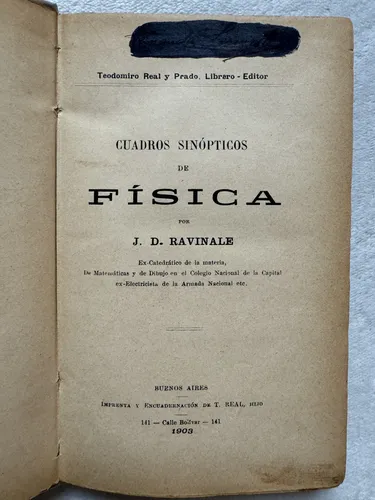 Teodomiro Real y Prado, Librero - Editor
CUADROS SINÓPTICOS
DE
FÍSICA
POR
J. D. RAVINALE
Ex-Catedrático de la materia,
De Matemáticas y de Dibujo en el Colegio Nacional de la Capital
ex-Electricista de la Armada Nacional etc.
BUENOS AIRES
IMPRENTA Y ENCUADERNACIÓN DE T. REAL, HIJO
141 — Calle Bolívar — 141
1903